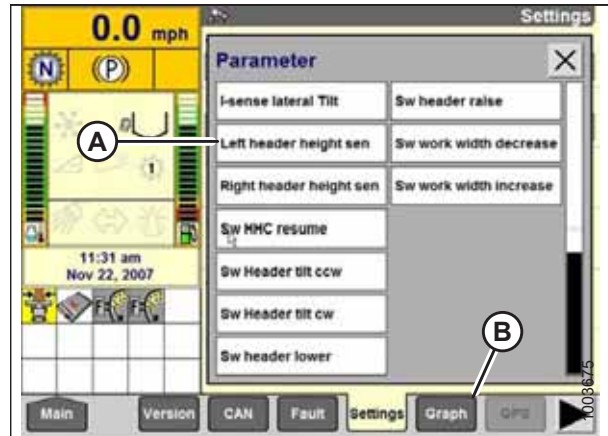 0.0 mph
Settings
N
(P)
Parameter
I-sense lateral Tilt
Sw header raise
A
Left header height sen
Sw work width decrease
1
Right header height sen
Sw work width increase
Sw HHC resume
11:31 am
Nov 22, 2007
Sw Header tilt ccw
Sw Header tilt cw
B
Sw header lower
1003675
Main
Version
CAN
Fault
Settings
Graph
GPS